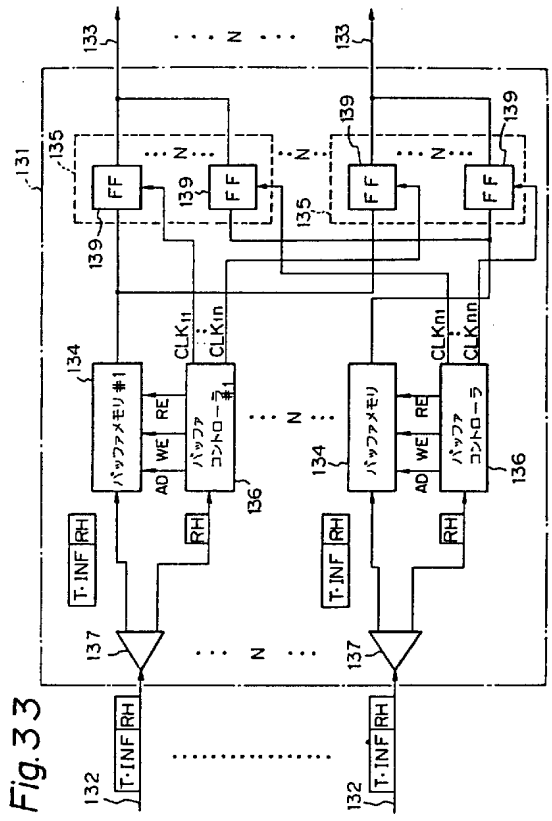 Fig.33
131
132
T·INF RH
137
T·INF RH
RH
134
バッファメモリ#1
AD WE RE
バッファ
コントローラ
#1
136
CLK11
CLK1n
135
139
FF
N
139
FF
133
N
N
N
N
132
T·INF RH
137
T·INF RH
RH
134
バッファメモリ
AD WE RE
バッファ
コントローラ
136
CLKn1
CLKnn
135
139
FF
N
FF
139
133